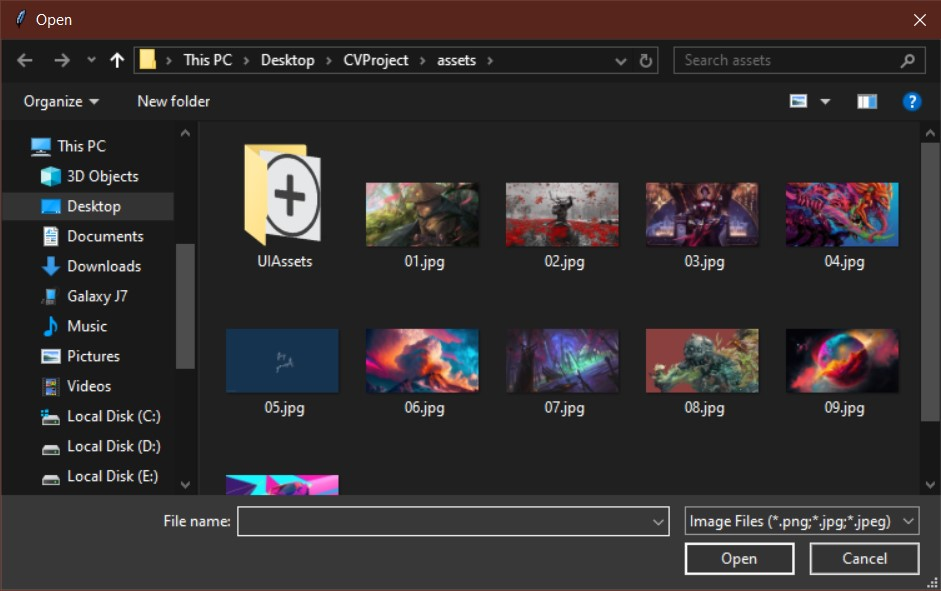 Open
This PC > Desktop > CVProject > assets >
Search assets
Organize
New folder
?
This PC
3D Objects
Desktop
Documents
Downloads
Galaxy J7
Music
Pictures
Videos
Local Disk (C:)
Local Disk (D:)
Local Disk (E:)
UIAssets
01.jpg
02.jpg
03.jpg
04.jpg
05.jpg
06.jpg
07.jpg
08.jpg
09.jpg
File name:
Image Files (*.png;*.jpg;*.jpeg)
Open
Cancel